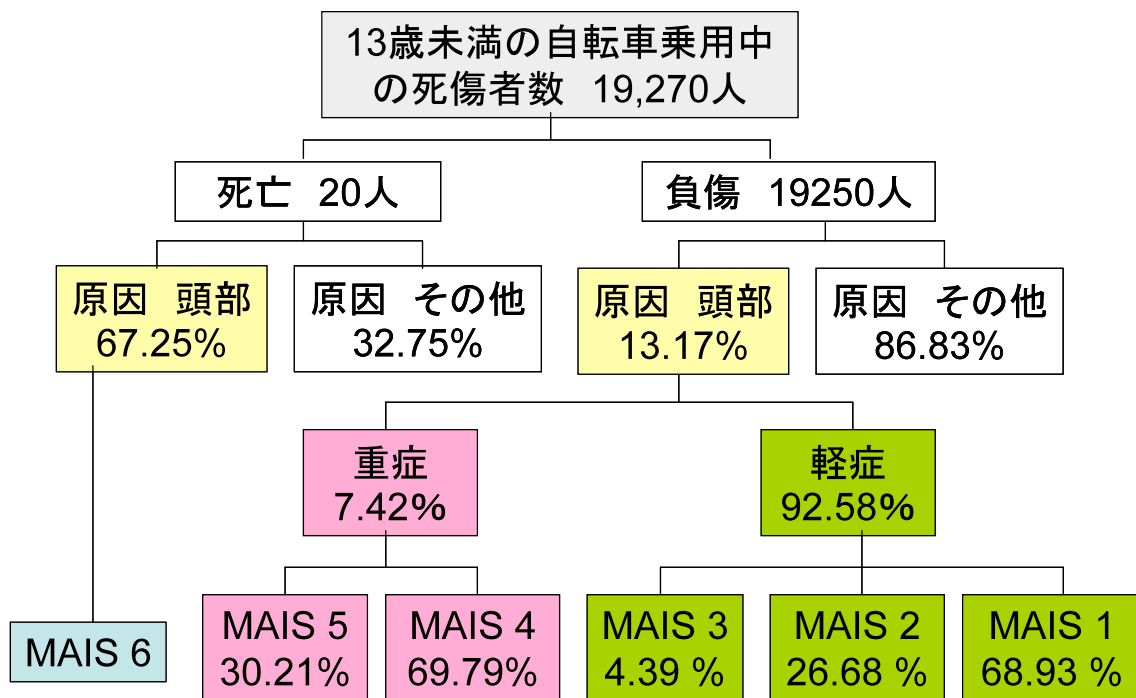 13歳未満の自転車乗用中
の死傷者数 19,270人
死亡 20人
負傷 19250人
原因 頭部
67.25%
原因 その他
32.75%
原因 頭部
13.17%
原因 その他
86.83%
重症
7.42%
軽症
92.58%
MAIS 6
MAIS 5
30.21%
MAIS 4
69.79%
MAIS 3
4.39 %
MAIS 2
26.68 %
MAIS 1
68.93 %